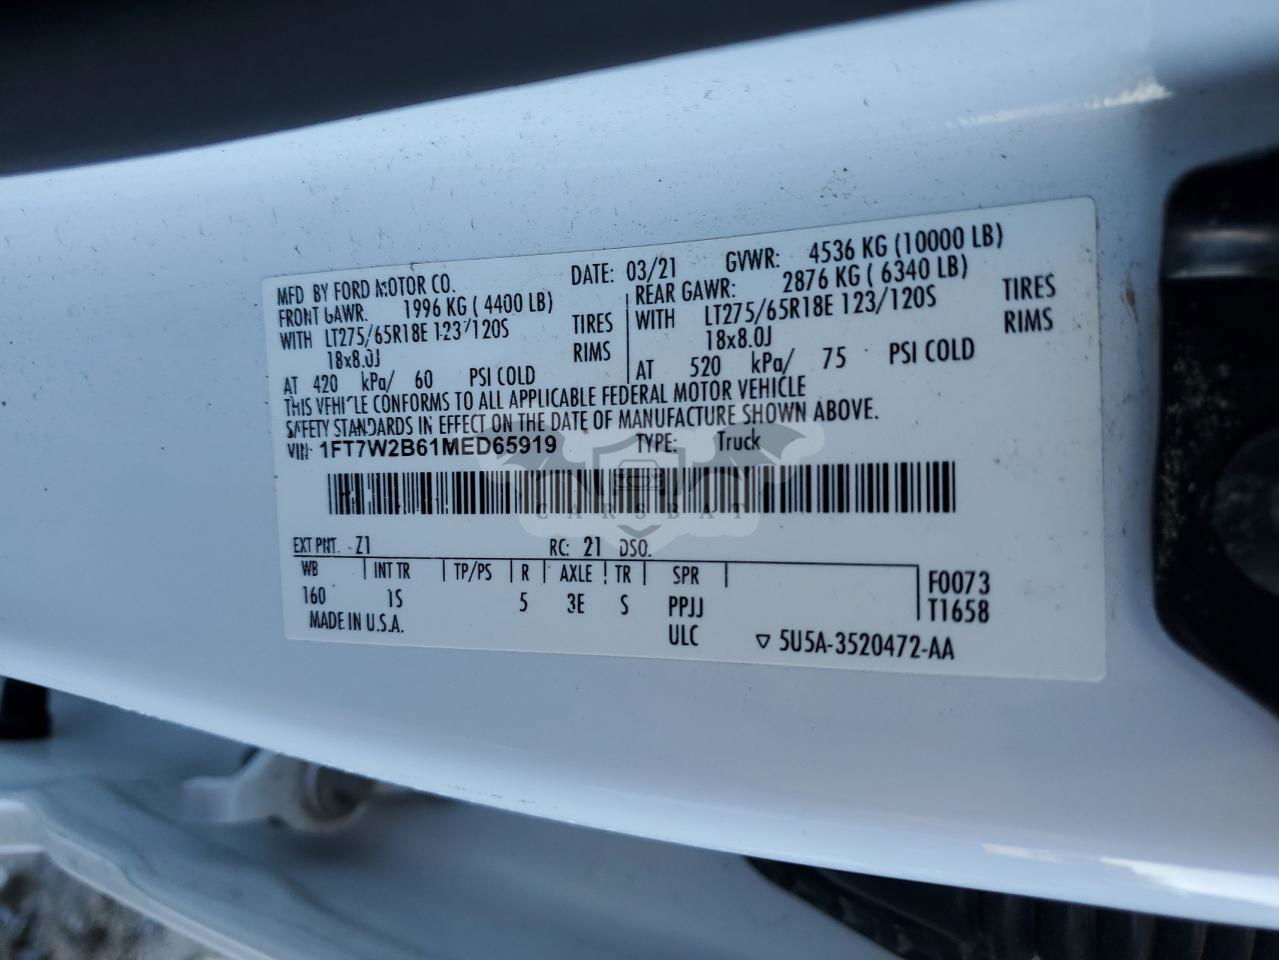 MFD BY FORD MOTOR CO. DATE: 03/21 GVWR: 4536 KG (10000 LB)
FRONT GAWR: 1996 KG ( 4400 LB) REAR GAWR: 2876 KG ( 6340 LB)
WITH LT275/65R18E 123/120S TIRES WITH LT275/65R18E 123/120S TIRES
18x8.0J RIMS 18x8.0J RIMS
AT 420 kPa/ 60 PSI COLD AT 520 kPa/ 75 PSI COLD
THIS VEHICLE CONFORMS TO ALL APPLICABLE FEDERAL MOTOR VEHICLE
SAFETY STANDARDS IN EFFECT ON THE DATE OF MANUFACTURE SHOWN ABOVE.
VIN: 1FT7W2B61MED65919 TYPE: Truck
CARSBAT
EXT PNT: Z1 RC: 21 DSO:
WB INT TR TP/PS R AXLE TR SPR F0073
160 1S 5 3E S PPJJ T1658
MADE IN U.S.A. ULC ▽ 5U5A-3520472-AA